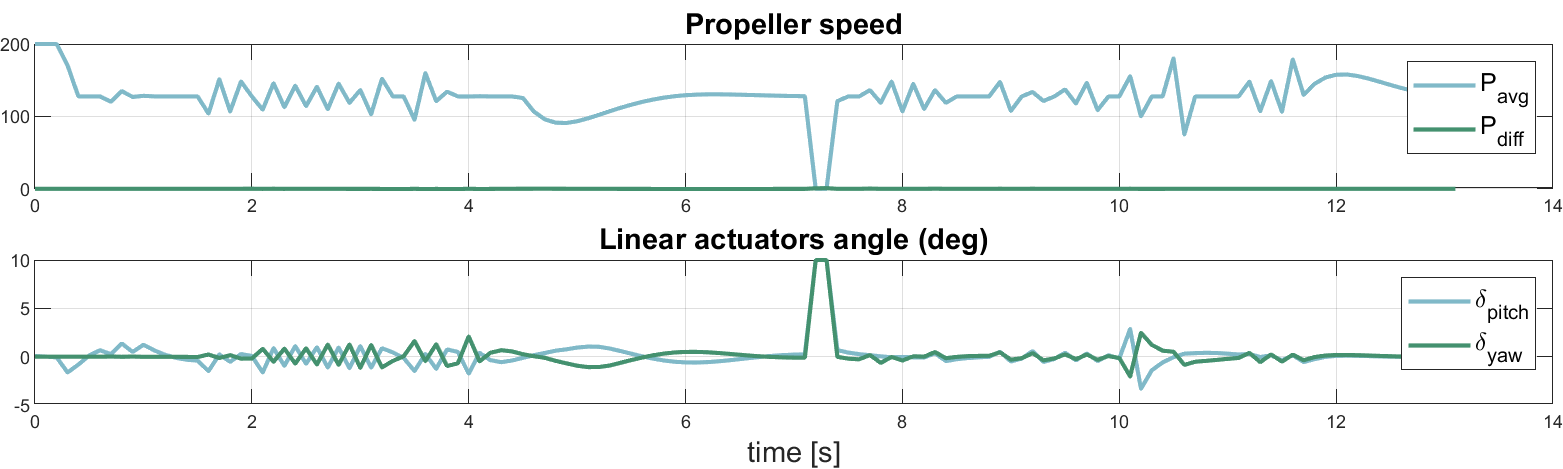 Propeller speed
200
100
0
0 2 4 6 8 10 12 14
P_avg
P_diff
Linear actuators angle (deg)
10
5
0
-5
0 2 4 6 8 10 12 14
δ_pitch
δ_yaw
time [s]